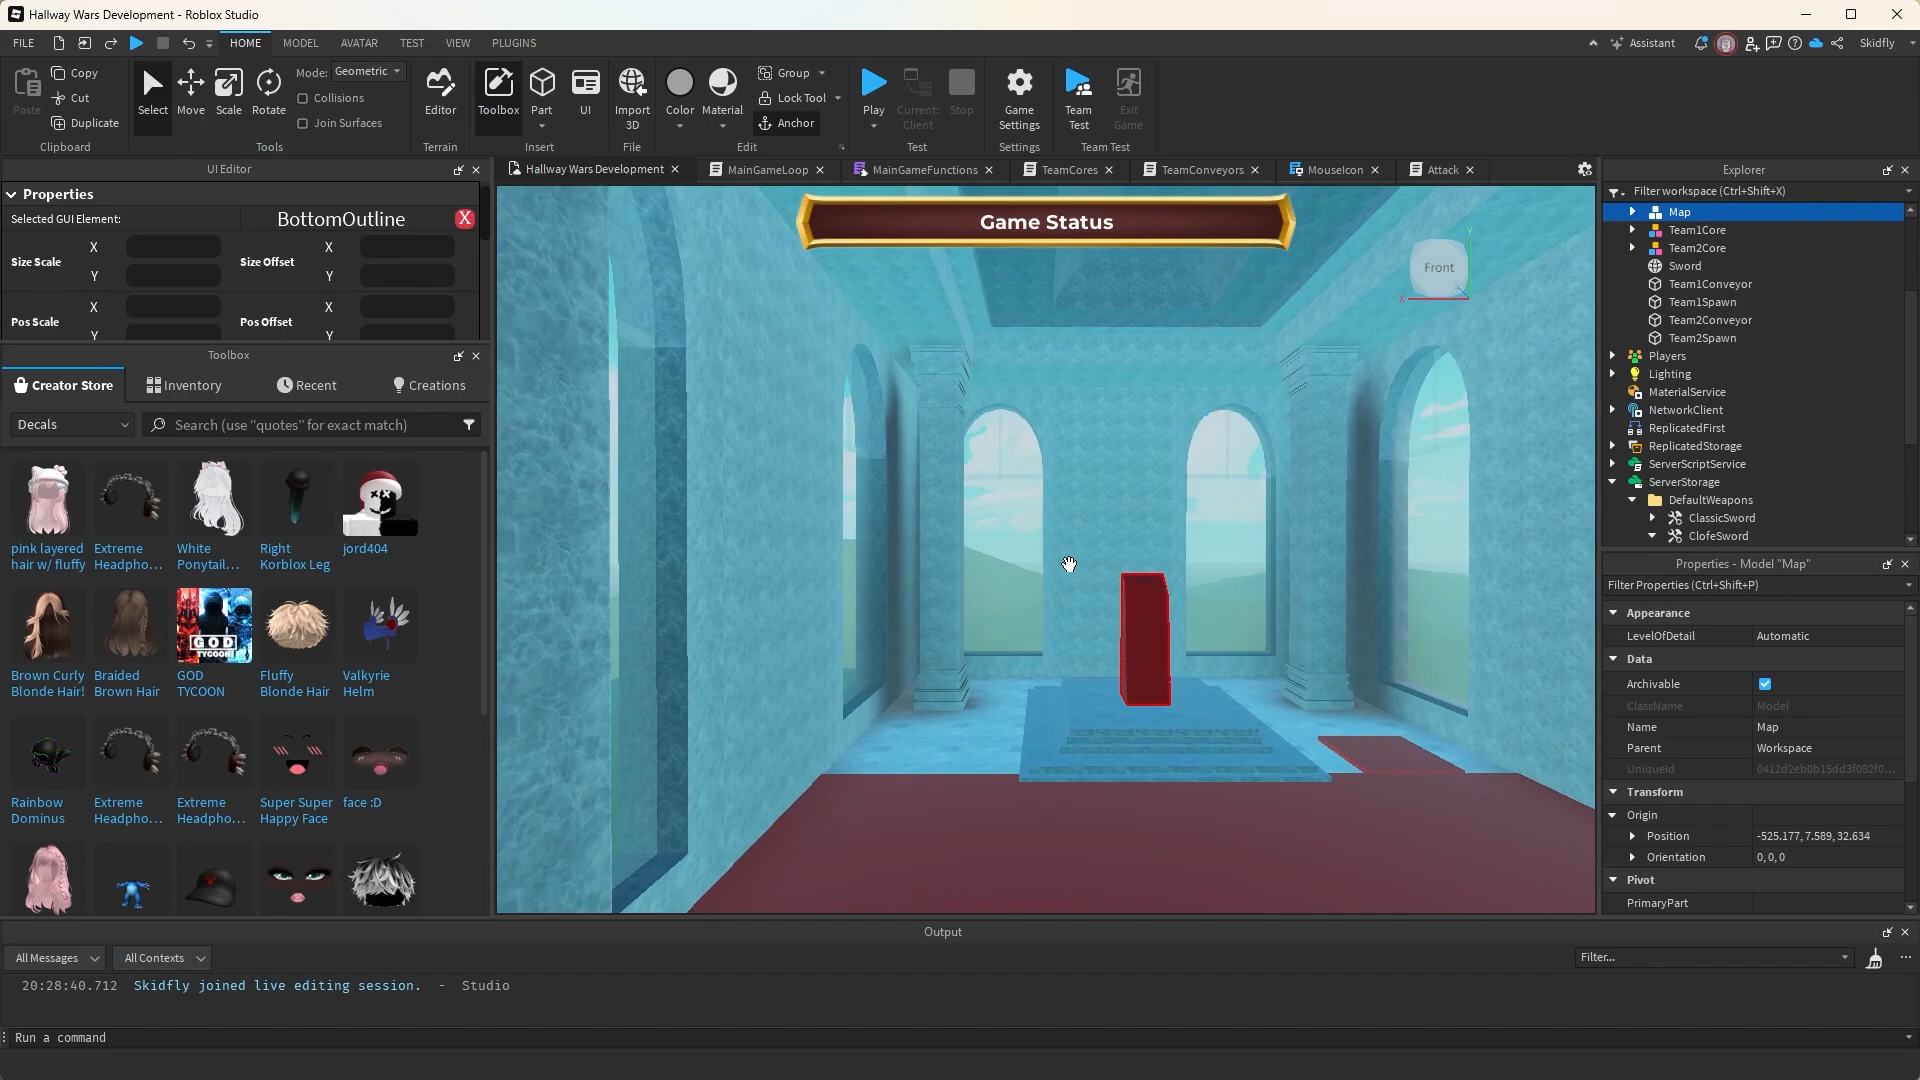 Hallway Wars Development - Roblox Studio
FILE
HOME
MODEL
AVATAR
TEST
VIEW
PLUGINS
Assistant
Skidfly
Paste
Copy
Cut
Duplicate
Clipboard
Select
Move
Scale
Rotate
Mode: Geometric
Collisions
Join Surfaces
Tools
Editor
Terrain
Toolbox
Part
UI
Insert
Import
3D
File
Color
Material
Group
Lock Tool
Anchor
Edit
Play
Current:
Client
Stop
Test
Game
Settings
Settings
Team
Test
Exit
Game
Team Test
UI Editor
Properties
Selected GUI Element:
BottomOutline
X
Size Scale
X
Y
Size Offset
X
Y
Pos Scale
X
Y
Pos Offset
X
Y
Toolbox
Creator Store
Inventory
Recent
Creations
Decals
Search (use “quotes” for exact match)
pink layered
hair w/ fluffy
Extreme
Headpho...
White
Ponytail...
Right
Korblox Leg
jord404
GOD
TYCOON
Brown Curly
Blonde Hair!
Braided
Brown Hair
GOD
TYCOON
Fluffy
Blonde Hair
Valkyrie
Helm
Rainbow
Dominus
Extreme
Headpho...
Extreme
Headpho...
Super Super
Happy Face
face :D
Hallway Wars Development
MainGameLoop
MainGameFunctions
TeamCores
TeamConveyors
MouseIcon
Attack
Game Status
Front
Y
X
Explorer
Filter workspace (Ctrl+Shift+X)
Map
Team1Core
Team2Core
Sword
Team1Conveyor
Team1Spawn
Team2Conveyor
Team2Spawn
Players
Lighting
MaterialService
NetworkClient
ReplicatedFirst
ReplicatedStorage
ServerScriptService
ServerStorage
DefaultWeapons
ClassicSword
ClofeSword
Properties - Model "Map"
Filter Properties (Ctrl+Shift+P)
Appearance
LevelOfDetail Automatic
Data
Archivable
ClassName Model
Name Map
Parent Workspace
UniqueId 0412d2eb0b15dd3f082f0...
Transform
Origin
Position -525.177, 7.589, 32.634
Orientation 0, 0, 0
Pivot
PrimaryPart
Output
All Messages
All Contexts
Filter...
20:28:40.712 Skidfly joined live editing session. - Studio
Run a command